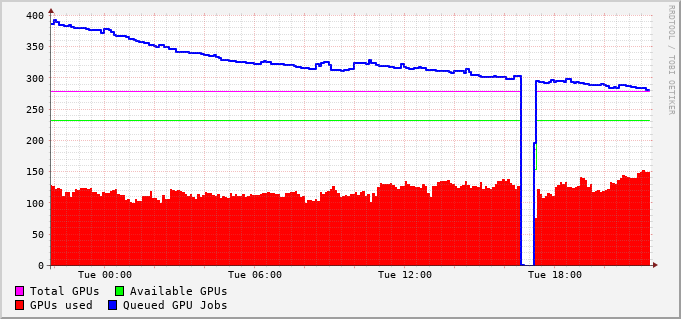 400
350
300
250
200
150
100
50
0
Tue 00:00 Tue 06:00 Tue 12:00 Tue 18:00
Total GPUs Available GPUs
GPUs used Queued GPU Jobs
RRDTOOL / TOBI OETIKER